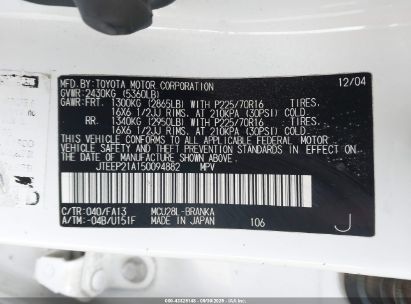 MFD. BY: TOYOTA MOTOR CORPORATION 12/04
GVWR: 2430KG (5360LB)
GAWR: FRT. 1300KG (2865LB) WITH P225/70R16 TIRES.
16X6 1/2JJ RIMS. AT 210KPA (30PSI) COLD
RR. 1340KG (2950LB) WITH P225/70R16 TIRES.
16X6 1/2JJ RIMS. AT 210KPA (30PSI) COLD
THIS VEHICLE CONFORMS TO ALL APPLICABLE FEDERAL MOTOR
VEHICLE SAFETY AND BUMPER STANDARDS IN EFFECT ON
THE DATE OF MANUFACTURE SHOWN ABOVE.
JTEEP21A150094882 MPV
C/TR: 040/FA13 MCU28L-BRANKA
A/TM: -04B/U151F MADE IN JAPAN 106 J